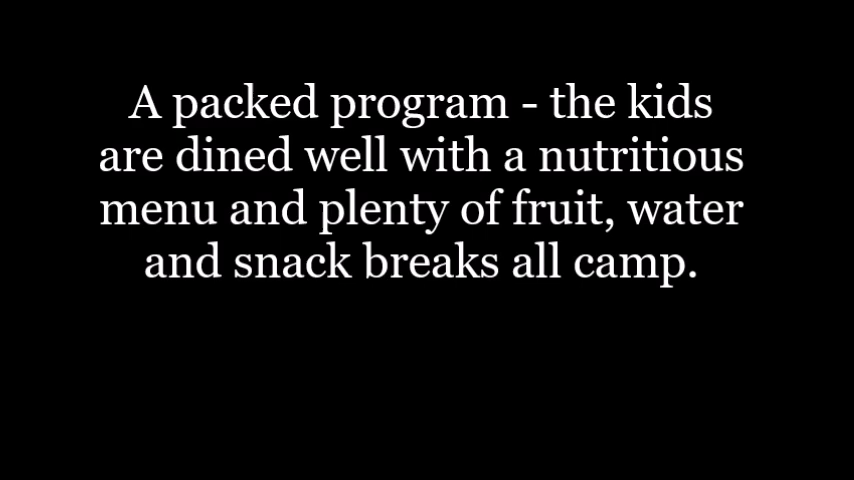 A packed program - the kids
are dined well with a nutritious
menu and plenty of fruit, water
and snack breaks all camp.